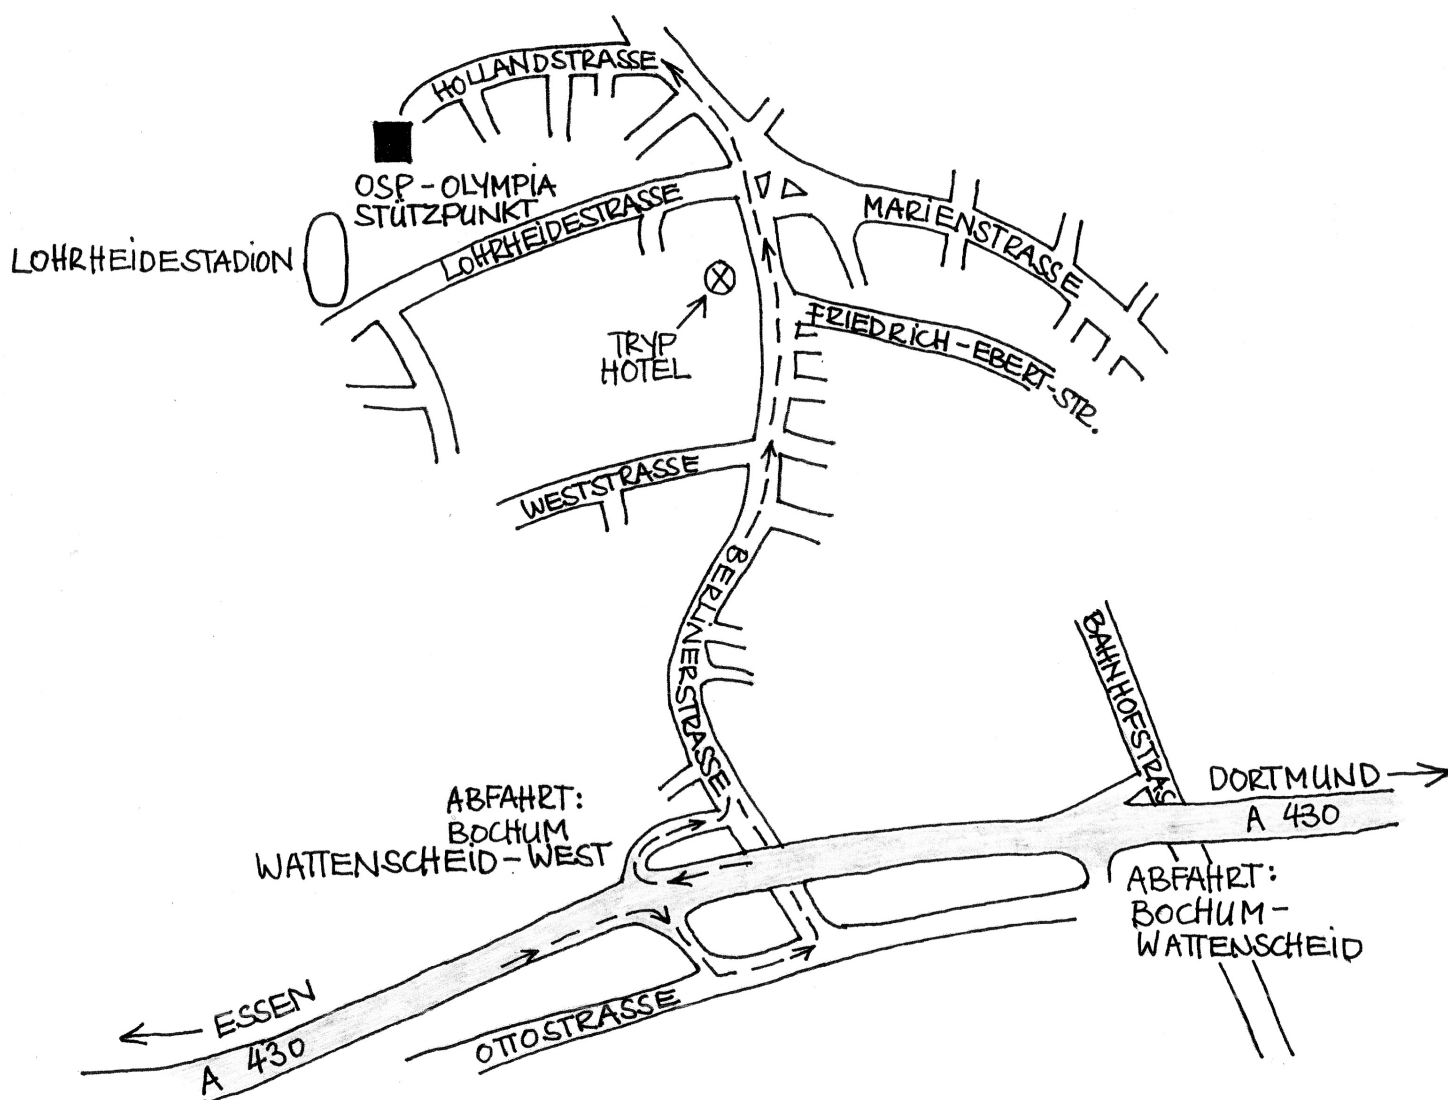 HOLLANDSTRASSE
OSP-OLYMPIA
STÜTZPUNKT
LOHRHEIDESTADION
LOHRHEIDESTRASSE
MARIENSTRASSE
TRYP
HOTEL
FRIEDRICH-EBERT-STR.
WESTSTRASSE
BERLINERSTRASSE
BAHNHOFSTRAS
DORTMUND
A 430
ABFAHRT:
BOCHUM
WATTENSCHEID-WEST
ABFAHRT:
BOCHUM-
WATTENSCHEID
ESSEN
A 430
OTTOSTRASSE